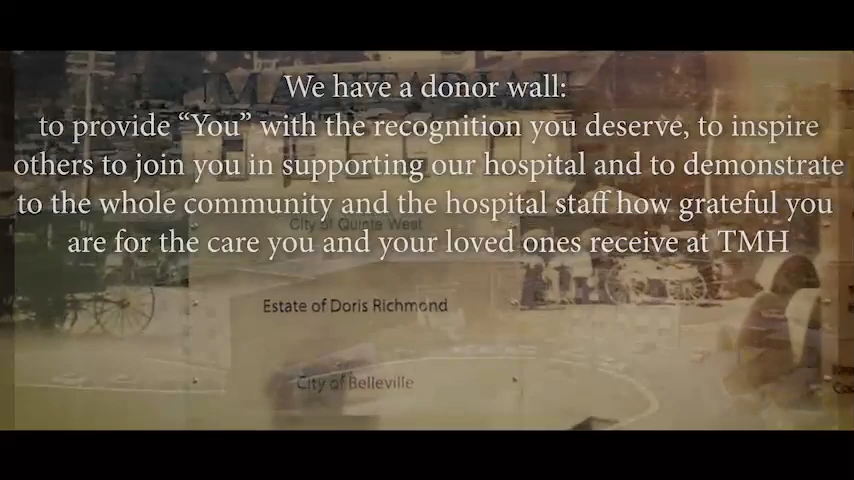 We have a donor wall:
to provide “You” with the recognition you deserve, to inspire
others to join you in supporting our hospital and to demonstrate
to the whole community and the hospital staff how grateful you
are for the care you and your loved ones receive at TMH
City of Quinte West
Estate of Doris Richmond
City of Belleville